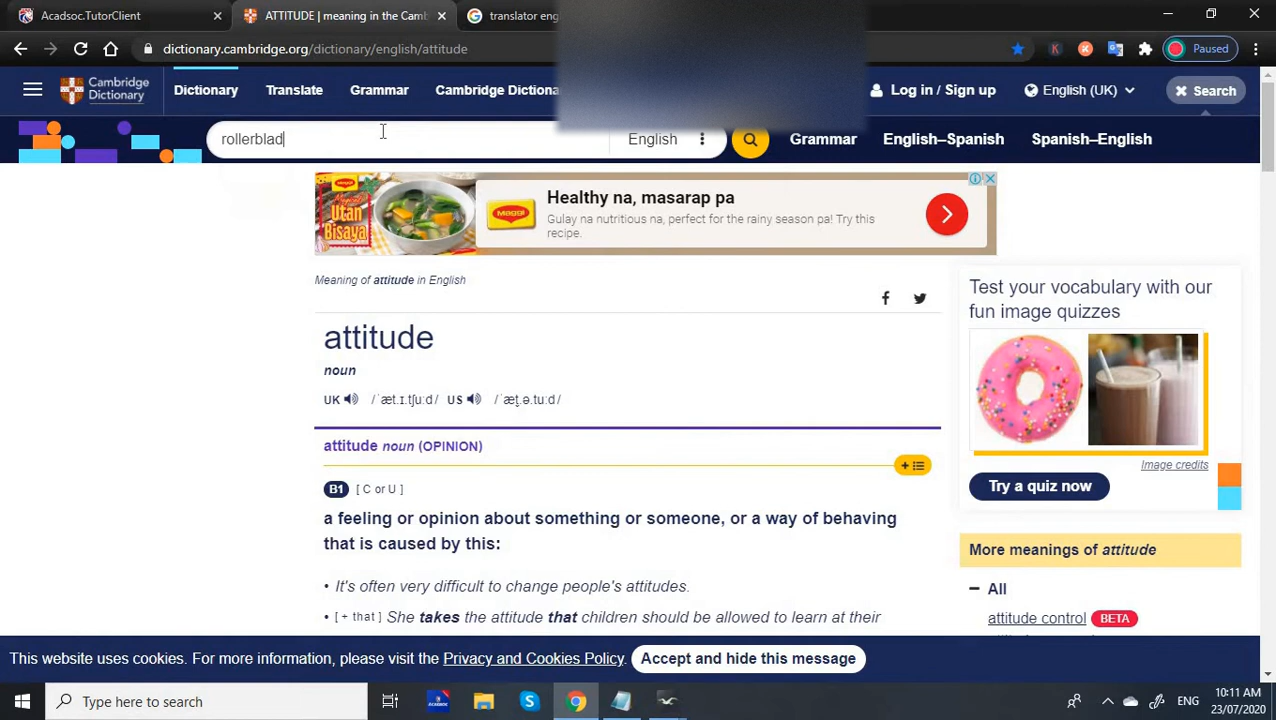 Acadsoc.TutorClient
ATTITUDE | meaning in the Camb
translator eng
dictionary.cambridge.org/dictionary/english/attitude
Paused
Cambridge Dictionary
Dictionary
Translate
Grammar
Cambridge Dictiona
Log in / Sign up
English (UK)
Search
rollerblad
English
Grammar
English–Spanish
Spanish–English
MAGGI
Magic Sarap
Utan Bisaya
MAGGI
Healthy na, masarap pa
Gulay na nutritious na, perfect for the rainy season pa! Try this
recipe.
Meaning of attitude in English
attitude
noun
UK /ˈæt.ɪ.tʃuːd/ US /ˈæt̬.ə.tuːd/
attitude noun (OPINION)
B1 [ C or U ]
a feeling or opinion about something or someone, or a way of behaving
that is caused by this:
• It's often very difficult to change people's attitudes.
• [ + that ] She takes the attitude that children should be allowed to learn at their
Test your vocabulary with our
fun image quizzes
Image credits
Try a quiz now
More meanings of attitude
All
attitude control BETA
This website uses cookies. For more information, please visit the Privacy and Cookies Policy. Accept and hide this message
Type here to search
ENG
10:11 AM
23/07/2020